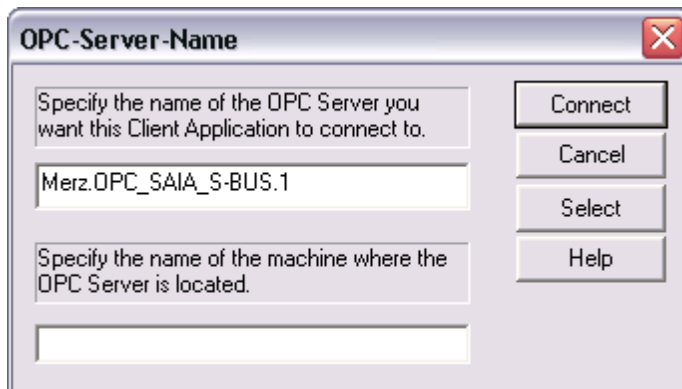 OPC-Server-Name
Specify the name of the OPC Server you
want this Client Application to connect to.
Merz.OPC_SAIA_S-BUS.1
Specify the name of the machine where the
OPC Server is located.
Connect
Cancel
Select
Help